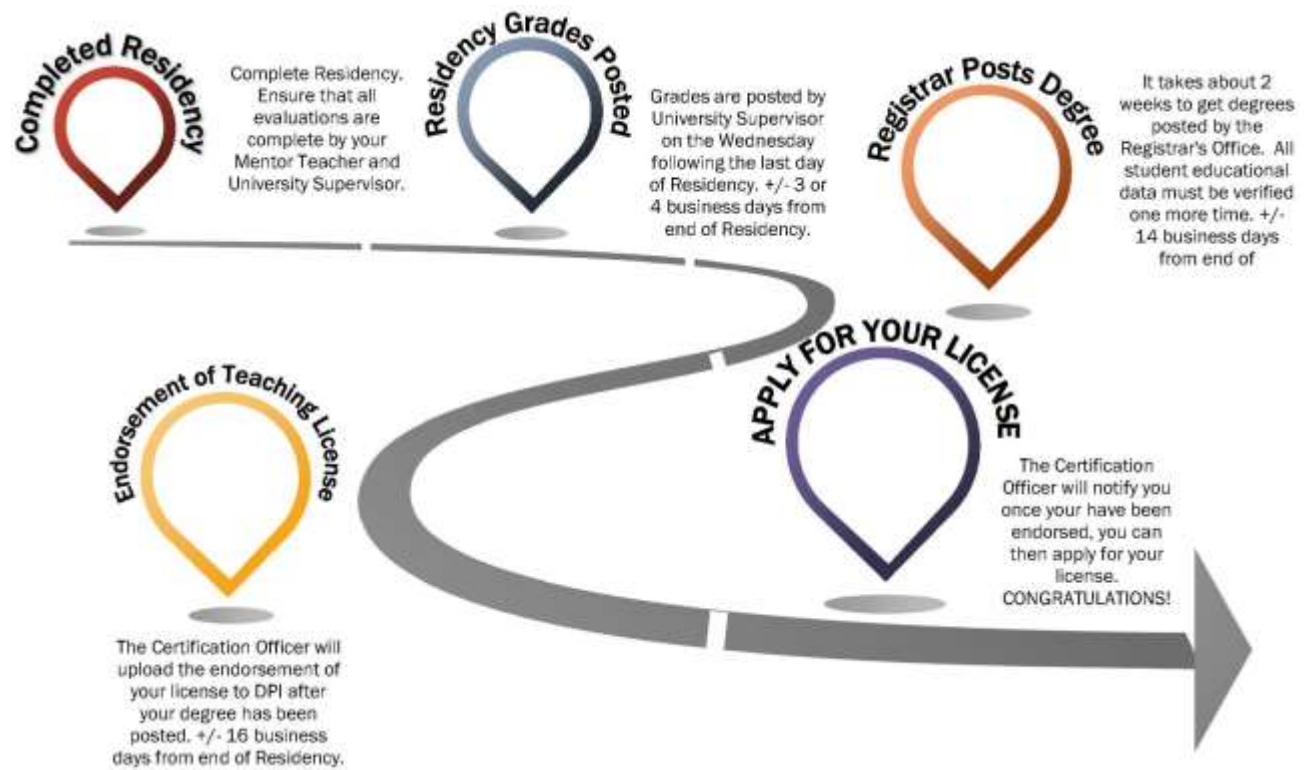 Completed Residency
Complete Residency.
Ensure that all
evaluations are
complete by your
Mentor Teacher and
University Supervisor.
Residency Grades Posted
Grades are posted by
University Supervisor
on the Wednesday
following the last day
of Residency. +/- 3 or
4 business days from
end of Residency.
Registrar Posts Degree
It takes about 2
weeks to get degrees
posted by the
Registrar's Office. All
student educational
data must be verified
one more time. +/-
14 business days
from end of
Endorsement of Teaching License
The Certification Officer will
upload the endorsement of
your license to DPI after
your degree has been
posted. +/- 16 business
days from end of Residency.
APPLY FOR YOUR LICENSE
The Certification
Officer will notify you
once your have been
endorsed, you can
then apply for your
license.
CONGRATULATIONS!